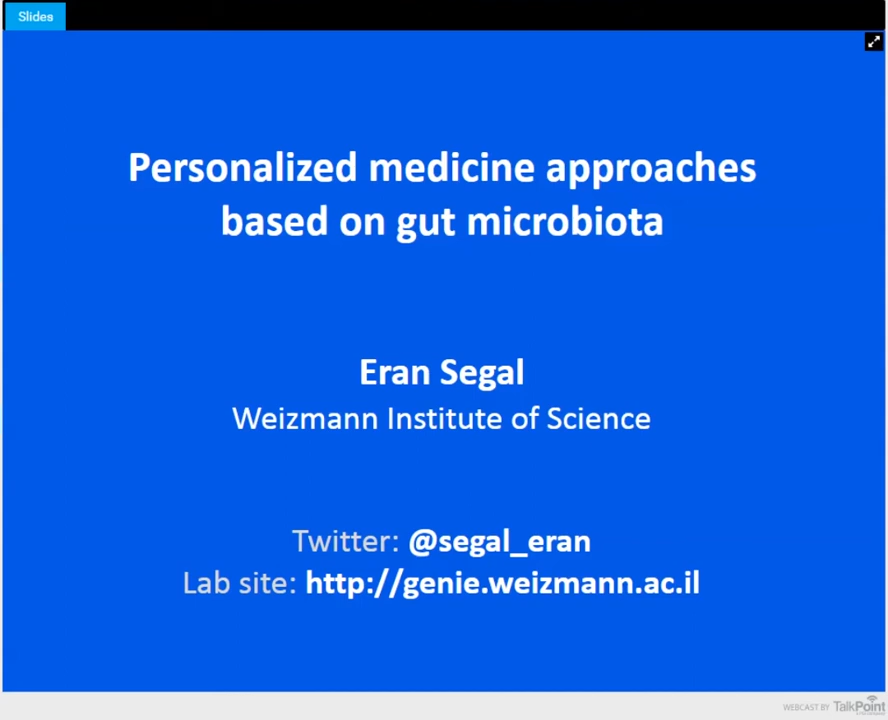 Slides
Personalized medicine approaches
based on gut microbiota
Eran Segal
Weizmann Institute of Science
Twitter: @segal_eran
Lab site: http://genie.weizmann.ac.il
WEBCAST BY TalkPoint